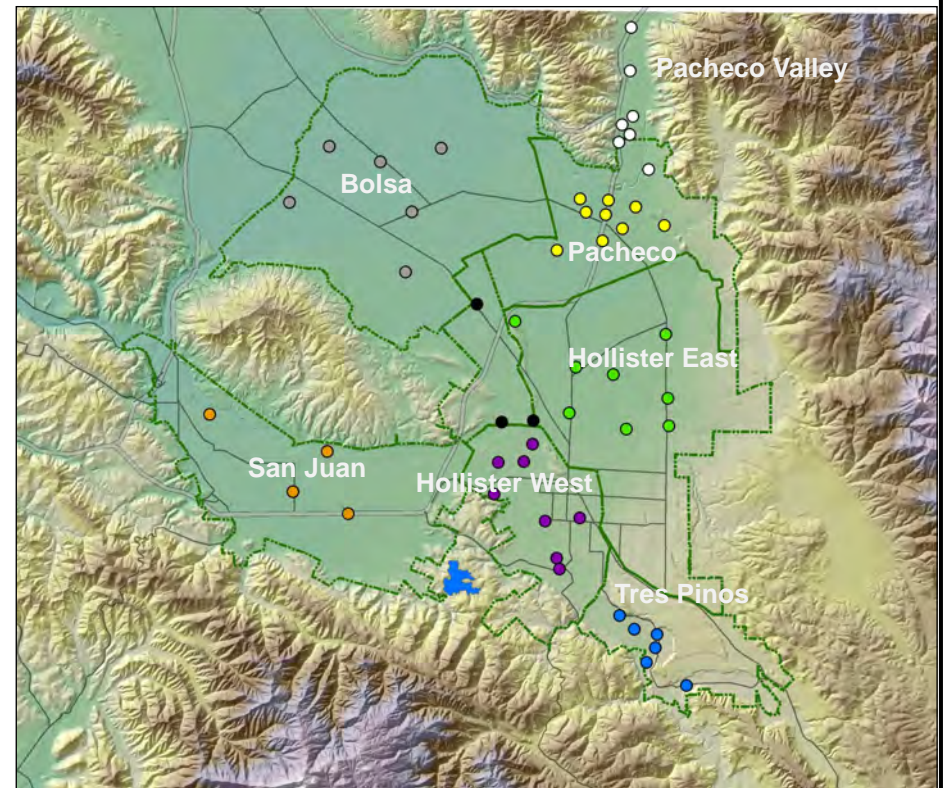 Pacheco Valley
Bolsa
Pacheco
Hollister East
San Juan
Hollister West
Tres Pinos